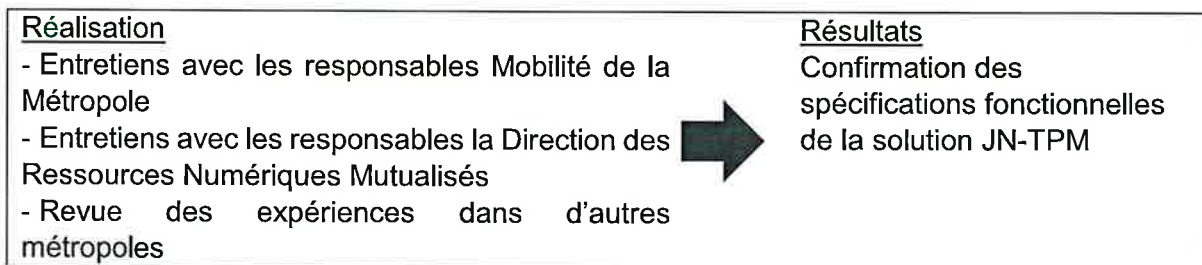 Réalisation
- Entretiens avec les responsables Mobilité de la
Métropole
- Entretiens avec les responsables la Direction des
Ressources Numériques Mutualisés
- Revue des expériences dans d'autres
métropoles
Résultats
Confirmation des
spécifications fonctionnelles
de la solution JN-TPM